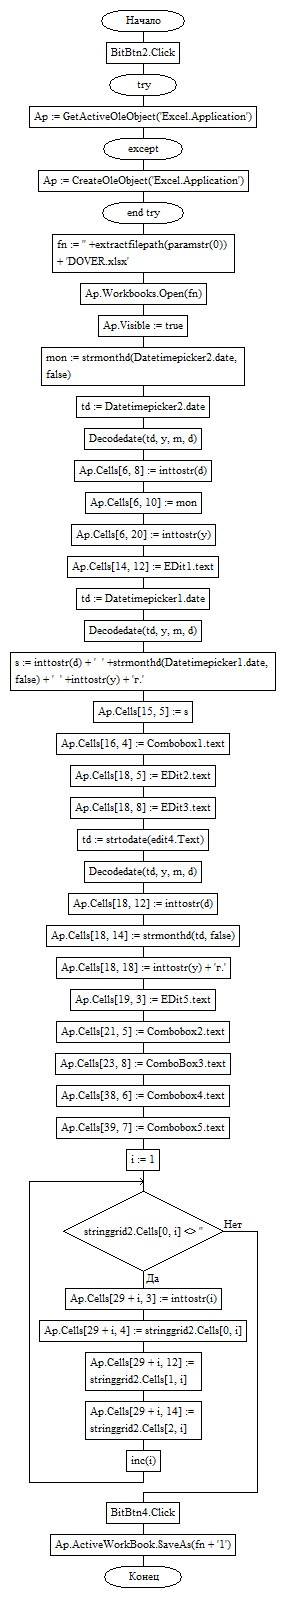 Начало
BitBtn2.Click
try
Ap := GetActiveOleObject('Excel.Application')
except
Ap := CreateOleObject('Excel.Application')
end try
fn := '' +extractfilepath(paramstr(0))
+ 'DOVER.xlsx'
Ap.Workbooks.Open(fn)
Ap.Visible := true
mon := strmonthd(Datetimepicker2.date,
false)
td := Datetimepicker2.date
Decodedate(td, y, m, d)
Ap.Cells[6, 8] := inttostr(d)
Ap.Cells[6, 10] := mon
Ap.Cells[6, 20] := inttostr(y)
Ap.Cells[14, 12] := EDit1.text
td := Datetimepicker1.date
Decodedate(td, y, m, d)
s := inttostr(d) + '  ' +strmonthd(Datetimepicker1.date,
false) + '  ' +inttostr(y) + 'г.'
Ap.Cells[15, 5] := s
Ap.Cells[16, 4] := Combobox1.text
Ap.Cells[18, 5] := EDit2.text
Ap.Cells[18, 8] := EDit3.text
td := strtodate(edit4.Text)
Decodedate(td, y, m, d)
Ap.Cells[18, 12] := inttostr(d)
Ap.Cells[18, 14] := strmonthd(td, false)
Ap.Cells[18, 18] := inttostr(y) + 'г.'
Ap.Cells[19, 3] := EDit5.text
Ap.Cells[21, 5] := Combobox2.text
Ap.Cells[23, 8] := ComboBox3.text
Ap.Cells[38, 6] := Combobox4.text
Ap.Cells[39, 7] := Combobox5.text
i := 1
Нет
stringgrid2.Cells[0, i] <> ''
Да
Ap.Cells[29 + i, 3] := inttostr(i)
Ap.Cells[29 + i, 4] := stringgrid2.Cells[0, i]
Ap.Cells[29 + i, 12] :=
stringgrid2.Cells[1, i]
Ap.Cells[29 + i, 14] :=
stringgrid2.Cells[2, i]
inc(i)
BitBtn4.Click
Ap.ActiveWorkBook.SaveAs(fn + '1')
Конец